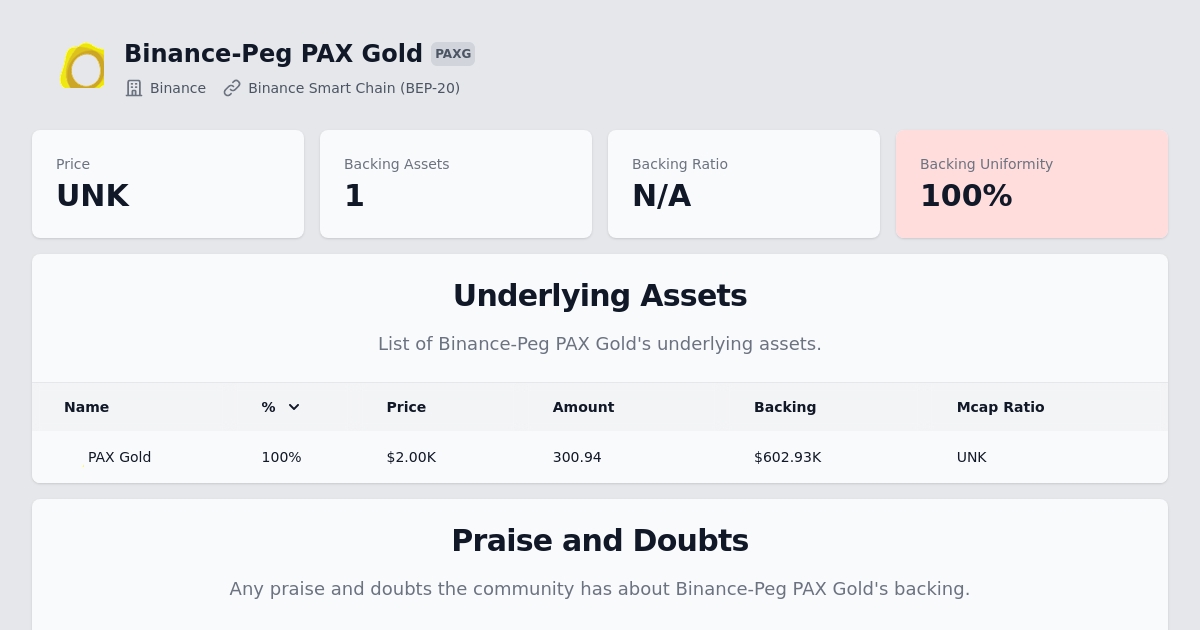 Binance-Peg PAX Gold PAXG
Binance Binance Smart Chain (BEP-20)
Price Backing Assets Backing Ratio Backing Uniformity
UNK 1 N/A 100%
Underlying Assets
List of Binance-Peg PAX Gold's underlying assets.
Name % Price Amount Backing Mcap Ratio
PAX Gold 100% $2.00K 300.94 $602.93K UNK
Praise and Doubts
Any praise and doubts the community has about Binance-Peg PAX Gold's backing.